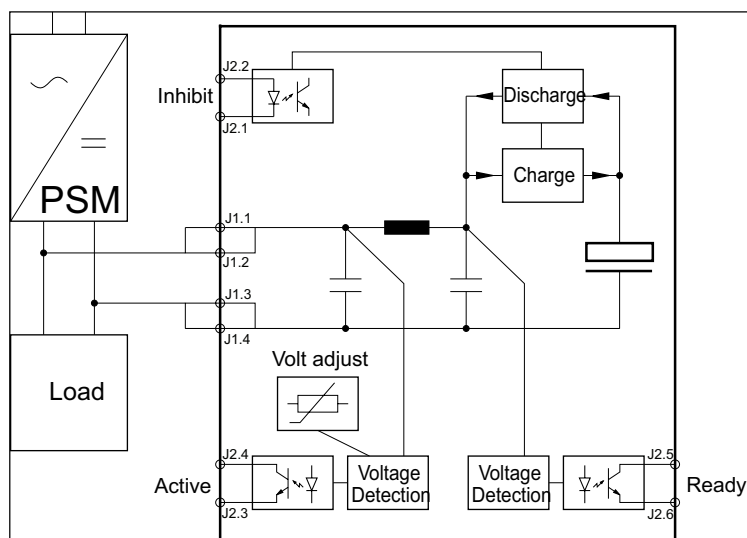 J2.2
Inhibit
J2.1
Discharge
Charge
PSM
J1.1
J1.2
J1.3
J1.4
Load
Volt adjust
J2.4
Active
J2.3
Voltage
Detection
Voltage
Detection
J2.5
Ready
J2.6